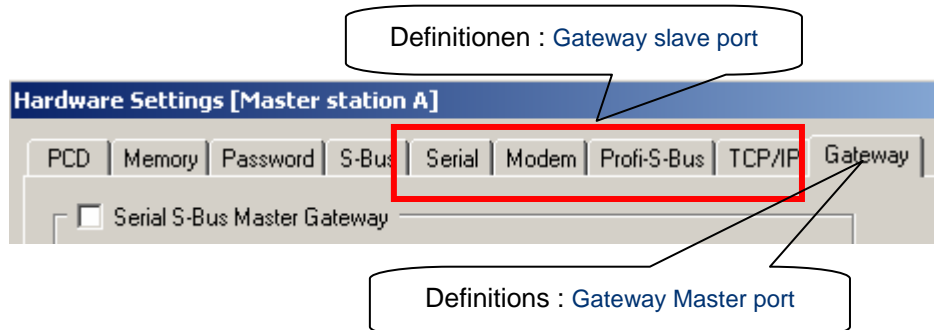 Definitionen : Gateway slave port
Hardware Settings [Master station A]
PCD Memory Password S-Bus Serial Modem Profi-S-Bus TCP/IP Gateway
Serial S-Bus Master Gateway
Definitions : Gateway Master port